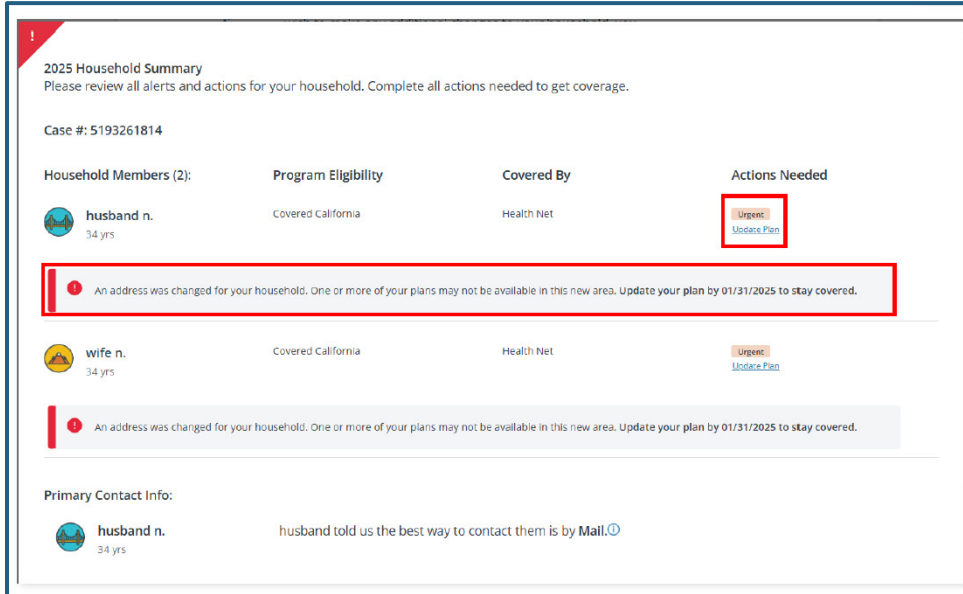 !
2025 Household Summary
Please review all alerts and actions for your household. Complete all actions needed to get coverage.
Case #: 5193261814
Household Members (2): Program Eligibility Covered By Actions Needed
husband n. Covered California Health Net Urgent
34 yrs Update Plan
! An address was changed for your household. One or more of your plans may not be available in this new area. Update your plan by 01/31/2025 to stay covered.
wife n. Covered California Health Net Urgent
34 yrs Update Plan
! An address was changed for your household. One or more of your plans may not be available in this new area. Update your plan by 01/31/2025 to stay covered.
Primary Contact Info:
husband n. husband told us the best way to contact them is by Mail.
34 yrs